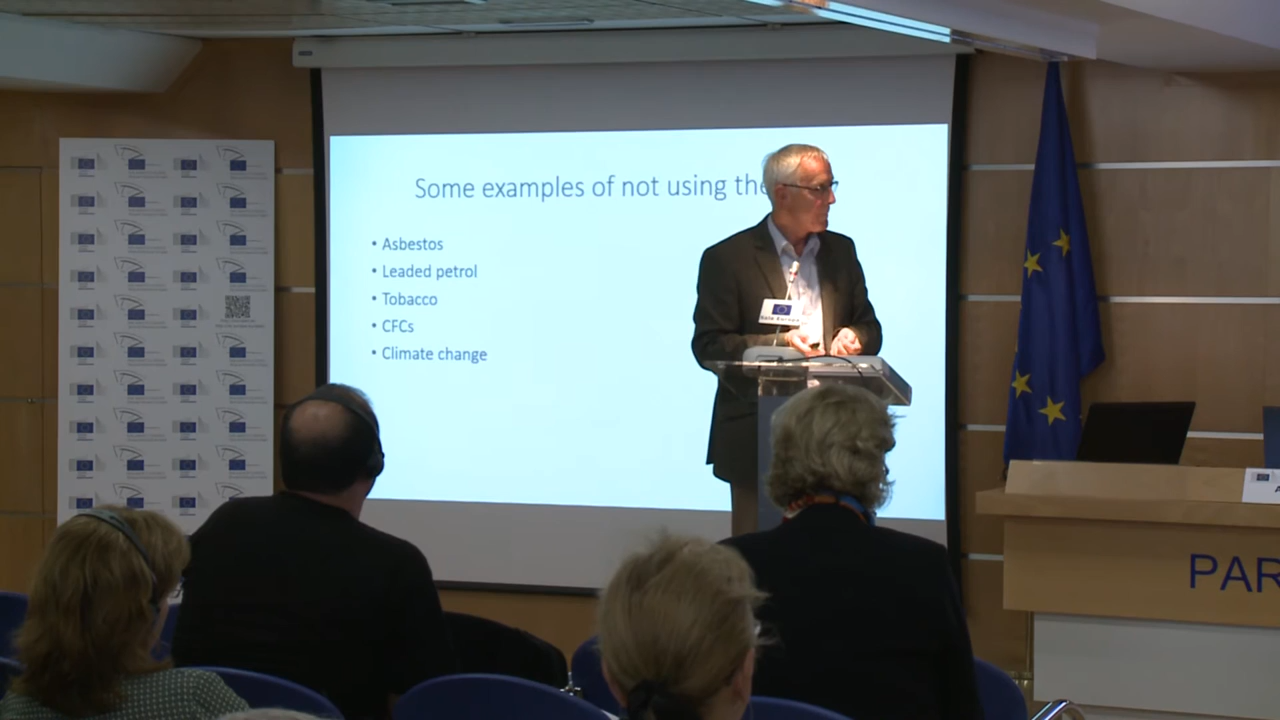 Some examples of not using the
• Asbestos
• Leaded petrol
• Tobacco
• CFCs
• Climate change
PAR